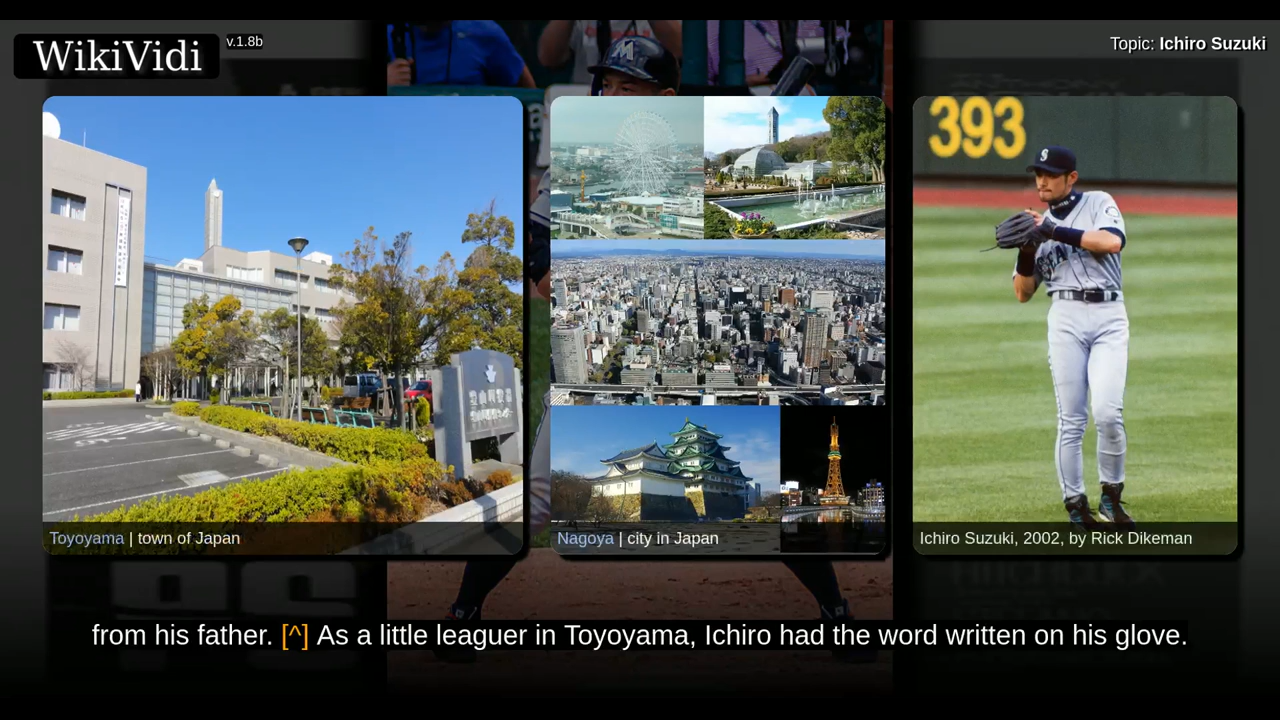 WikiVidi
v.1.8b
Topic: Ichiro Suzuki
393
S
Toyoyama | town of Japan
Nagoya | city in Japan
Ichiro Suzuki, 2002, by Rick Dikeman
from his father. [^] As a little leaguer in Toyoyama, Ichiro had the word written on his glove.